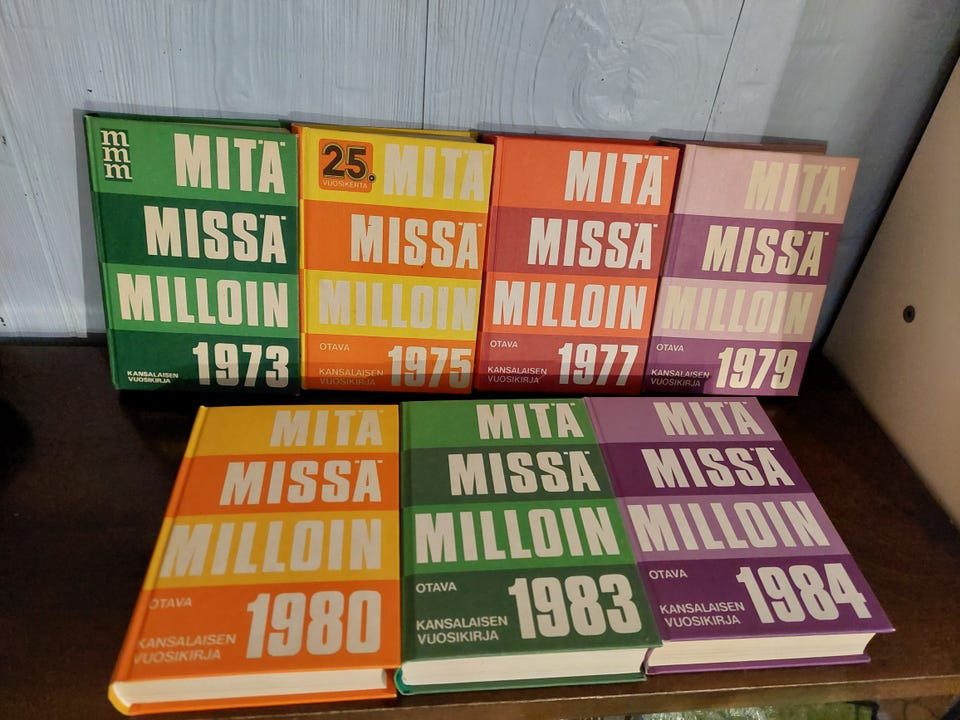 m
m
m
MITÄ
MISSÄ
MILLOIN
KANSALAISEN
VUOSIKIRJA
1973
25.
VUOSIKERTA
MITÄ
MISSÄ
MILLOIN
OTAVA
KANSALAISEN
VUOSIKIRJA
1975
MITÄ
MISSÄ
MILLOIN
OTAVA
KANSALAISEN
VUOSIKIRJA
1977
MITÄ
MISSÄ
MILLOIN
OTAVA
KANSALAISEN
VUOSIKIRJA
1979
MITÄ
MISSÄ
MILLOIN
OTAVA
KANSALAISEN
VUOSIKIRJA
1980
MITÄ
MISSÄ
MILLOIN
OTAVA
KANSALAISEN
VUOSIKIRJA
1983
MITÄ
MISSÄ
MILLOIN
OTAVA
KANSALAISEN
VUOSIKIRJA
1984